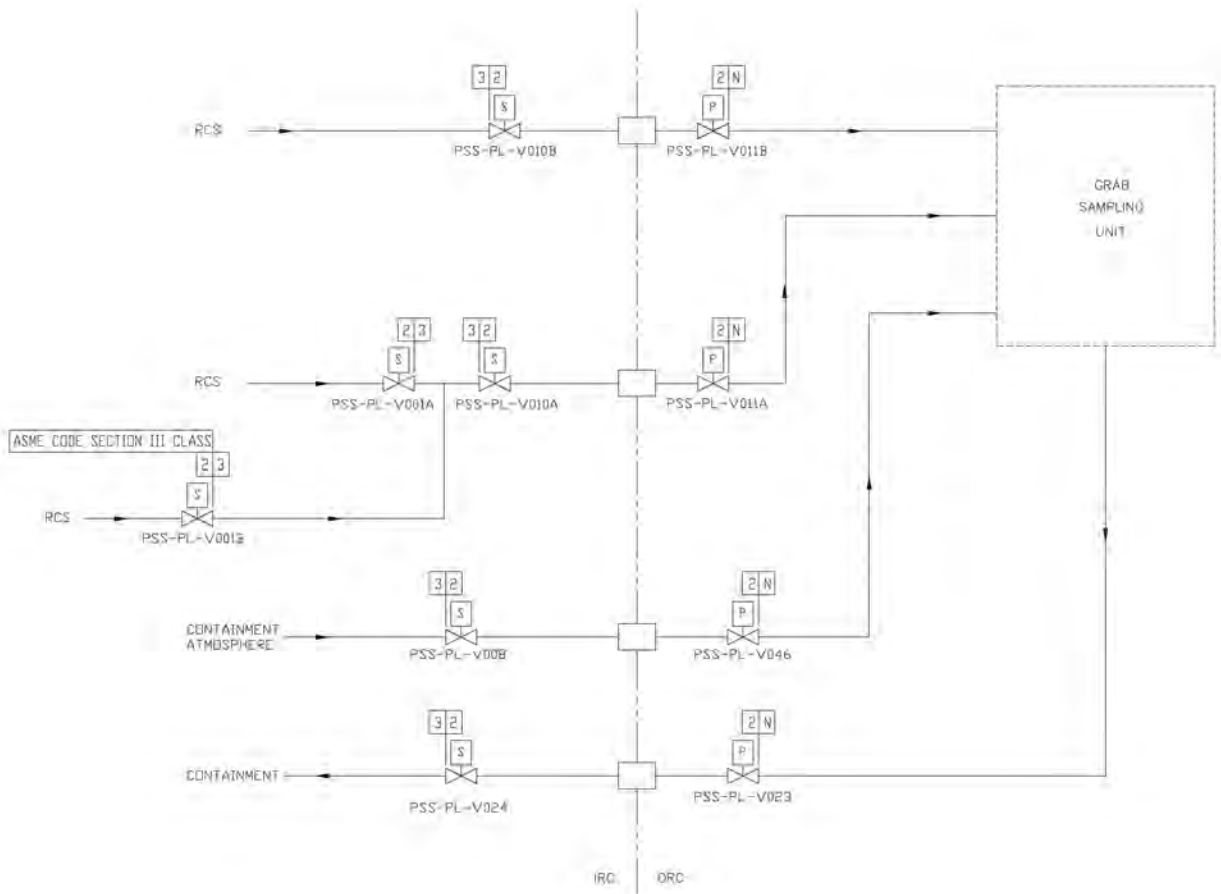 3 2
S
RCS
PSS-PL-V010B
2 N
P
PSS-PL-V011B
GRAB
SAMPLING
UNIT
2 3
S
RCS
PSS-PL-V001A
3 2
S
PSS-PL-V010A
2 N
P
PSS-PL-V011A
ASME CODE SECTION III CLASS
2 3
S
RCS
PSS-PL-V001B
3 2
S
CONTAINMENT
ATMOSPHERE
PSS-PL-V008
2 N
P
PSS-PL-V046
3 2
S
CONTAINMENT
PSS-PL-V024
2 N
P
PSS-PL-V023
IRC
ORC